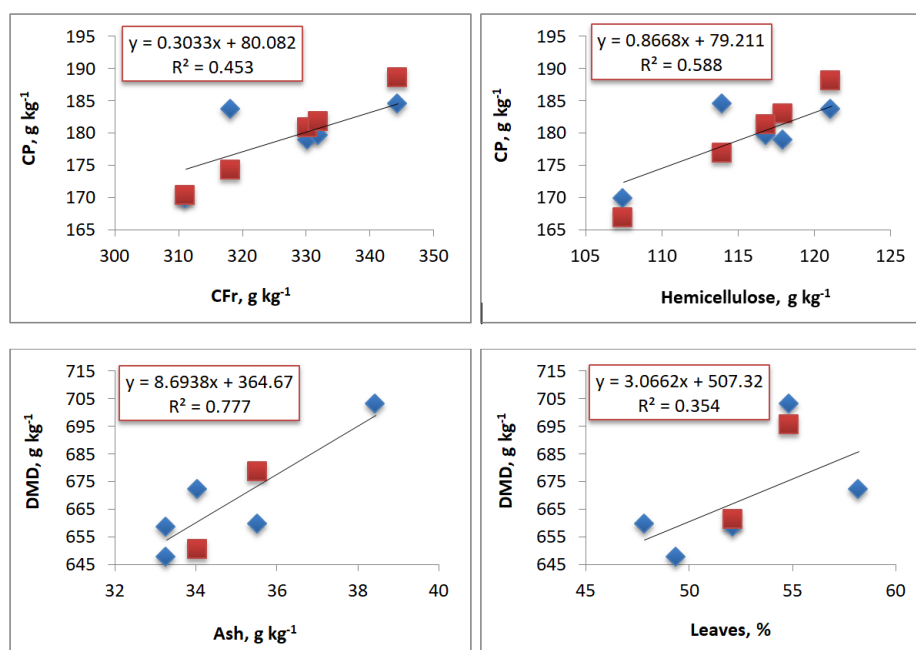 195
190
185
180
175
170
165
CP, g kg⁻¹
y = 0.3033x + 80.082
R² = 0.453
300 310 320 330 340 350
CFr, g kg⁻¹
195
190
185
180
175
170
165
CP, g kg⁻¹
y = 0.8668x + 79.211
R² = 0.588
105 110 115 120 125
Hemicellulose, g kg⁻¹
715
705
695
685
675
665
655
645
DMD, g kg⁻¹
y = 8.6938x + 364.67
R² = 0.777
32 34 36 38 40
Ash, g kg⁻¹
715
705
695
685
675
665
655
645
DMD, g kg⁻¹
y = 3.0662x + 507.32
R² = 0.354
45 50 55 60
Leaves, %